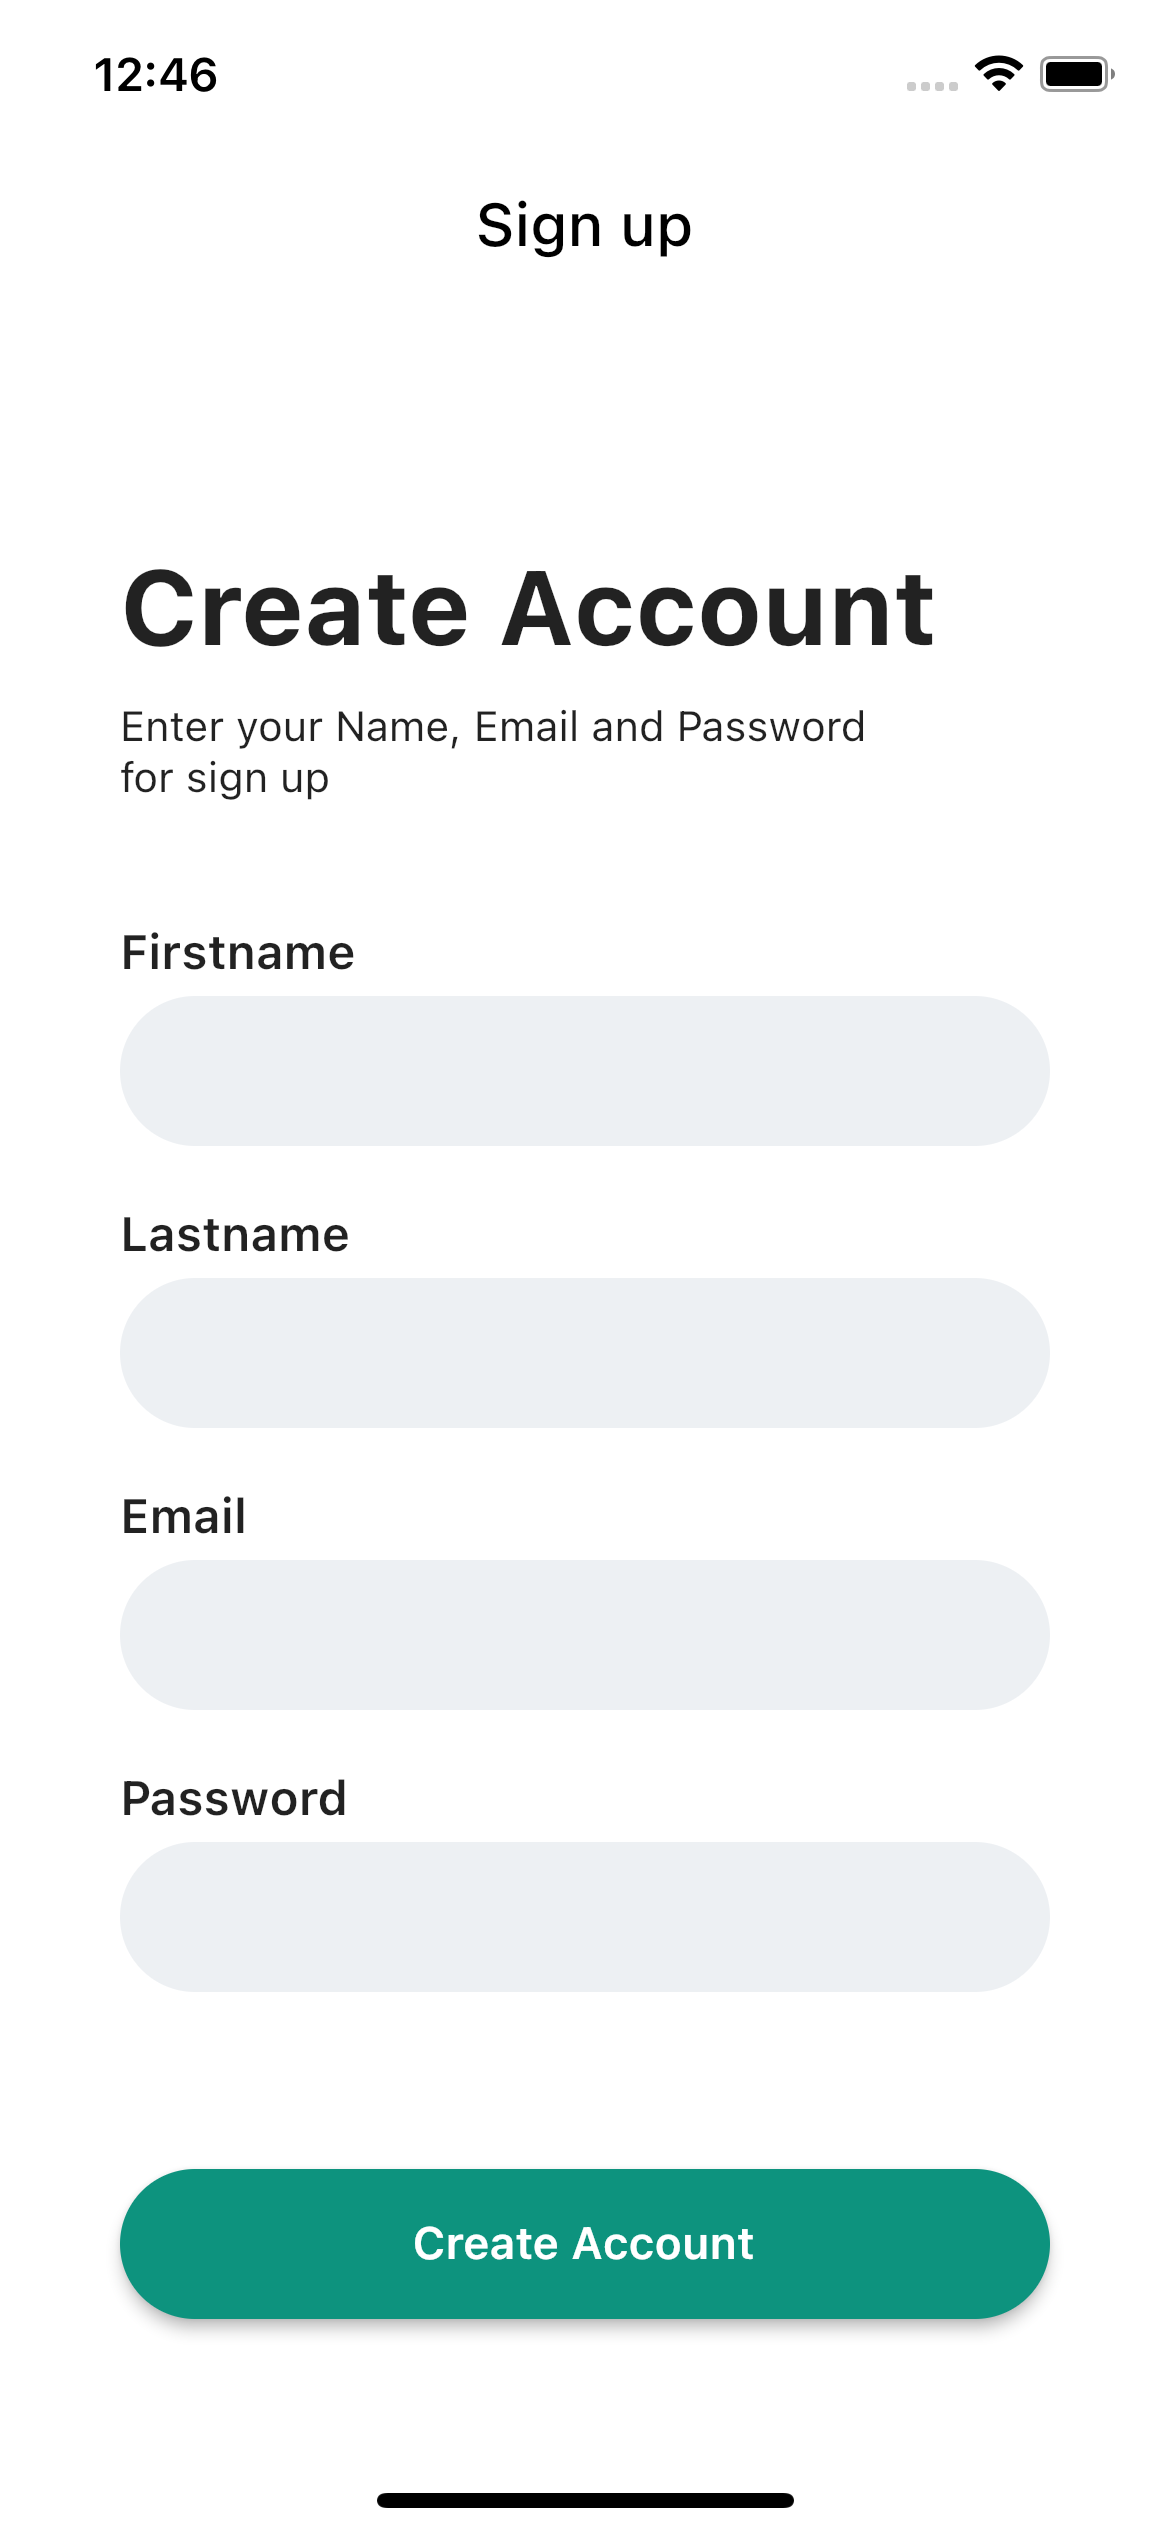 12:46
Sign up
Create Account
Enter your Name, Email and Password
for sign up
Firstname
Lastname
Email
Password
Create Account